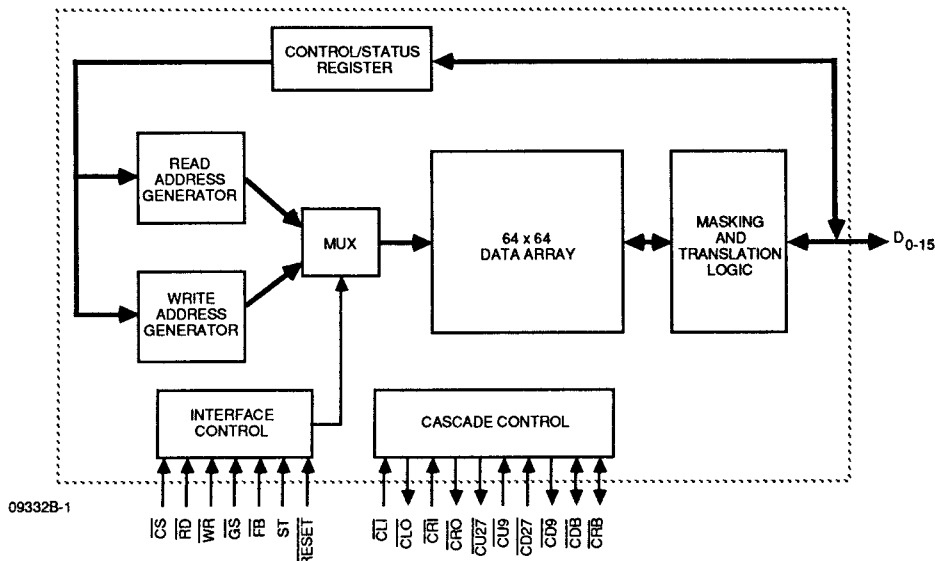 CONTROL/STATUS
REGISTER
READ
ADDRESS
GENERATOR
MUX
64 x 64
DATA ARRAY
MASKING
AND
TRANSLATION
LOGIC
D0-15
WRITE
ADDRESS
GENERATOR
INTERFACE
CONTROL
CASCADE CONTROL
09332B-1
CS
RD
WR
GS
FB
ST
RESET
CLI
CLO
CRI
CRO
CU27
CU9
CD27
CD9
CDB
CRB